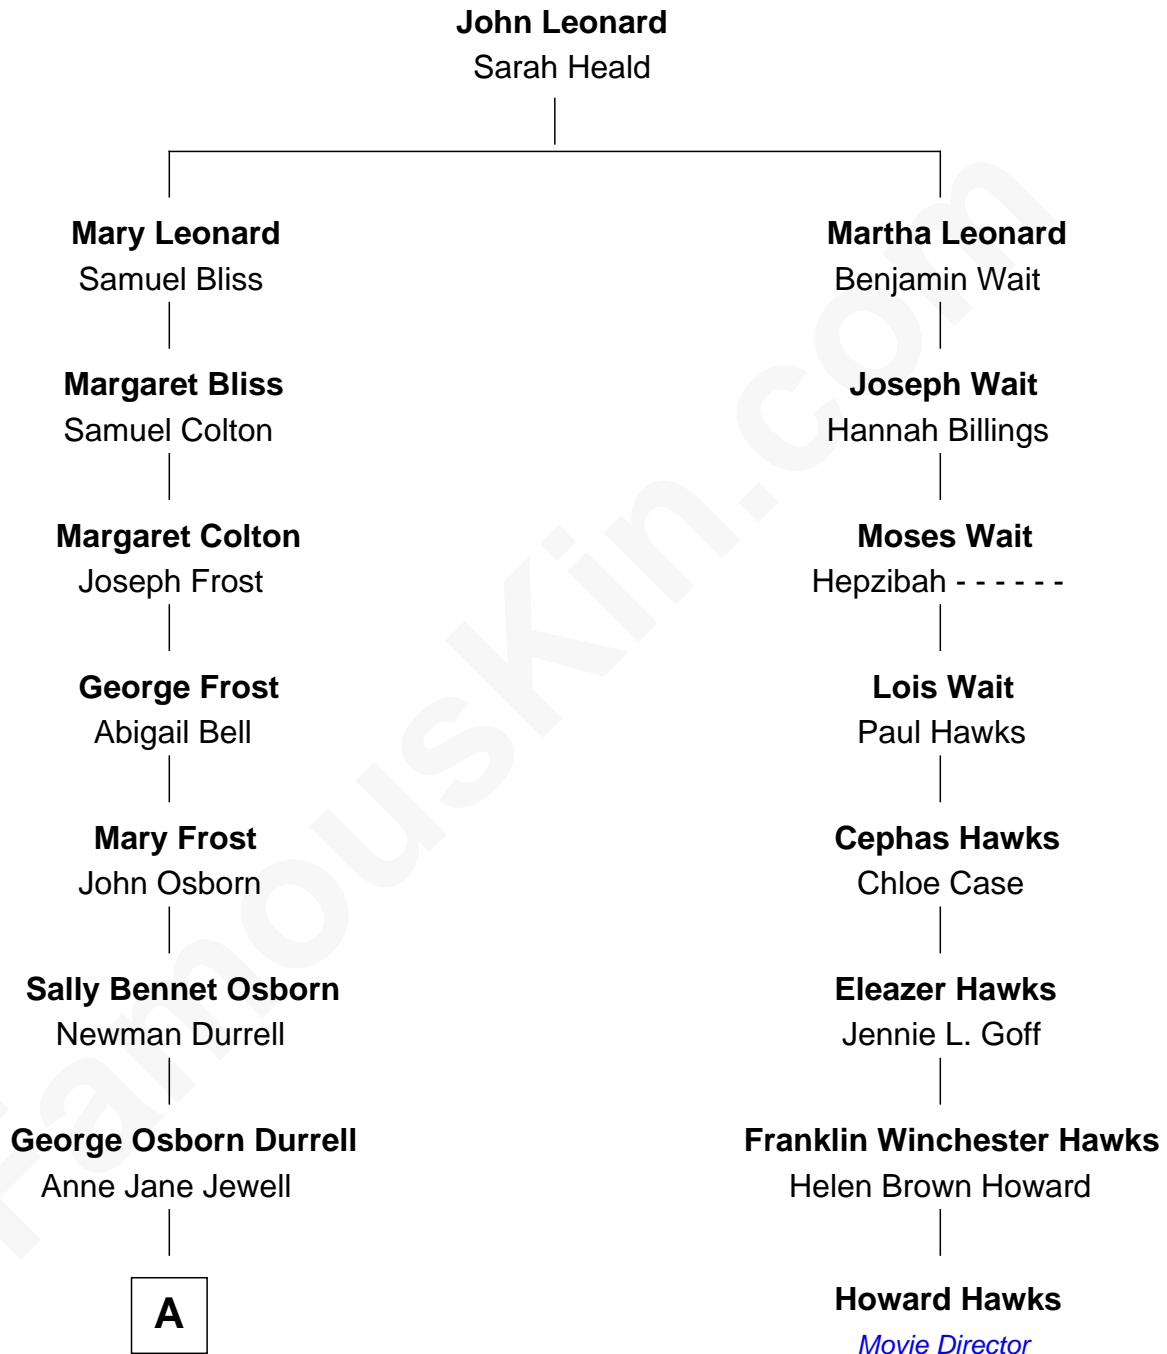 John Leonard
Sarah Heald
Mary Leonard
Samuel Bliss
Martha Leonard
Benjamin Wait
Margaret Bliss
Samuel Colton
Joseph Wait
Hannah Billings
Margaret Colton
Joseph Frost
Moses Wait
Hepzibah - - - - - -
George Frost
Abigail Bell
Lois Wait
Paul Hawks
Mary Frost
John Osborn
Cephas Hawks
Chloe Case
Sally Bennet Osborn
Newman Durrell
Eleazer Hawks
Jennie L. Goff
George Osborn Durrell
Anne Jane Jewell
Franklin Winchester Hawks
Helen Brown Howard
A
Howard Hawks
Movie Director
FamousKin.com